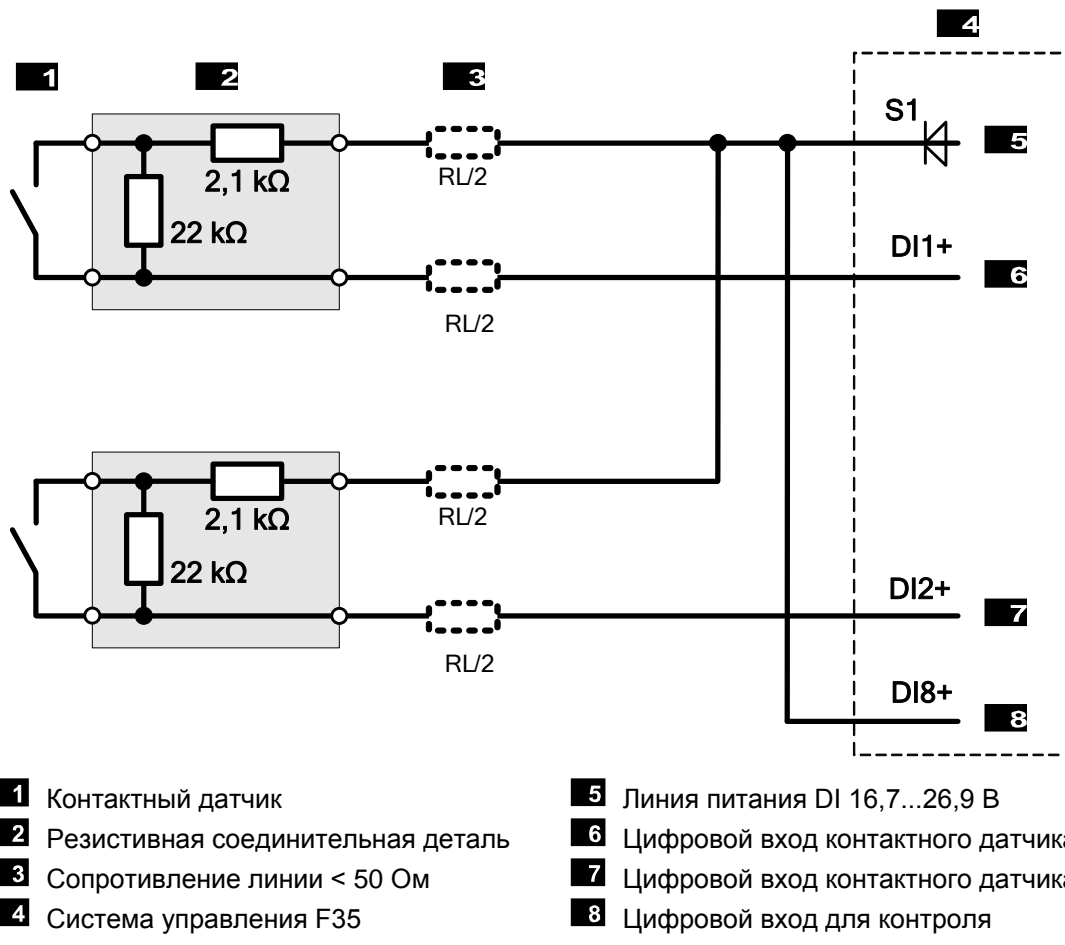 4
1 2 3
S1
5
2,1 kΩ
RL/2
22 kΩ
DI1+
6
RL/2
2,1 kΩ
RL/2
22 kΩ
DI2+
7
RL/2
DI8+
8
1 Контактный датчик
2 Резистивная соединительная деталь
3 Сопротивление линии < 50 Ом
4 Система управления F35
5 Линия питания DI 16,7...26,9 В
6 Цифровой вход контактного датчика
7 Цифровой вход контактного датчика
8 Цифровой вход для контроля